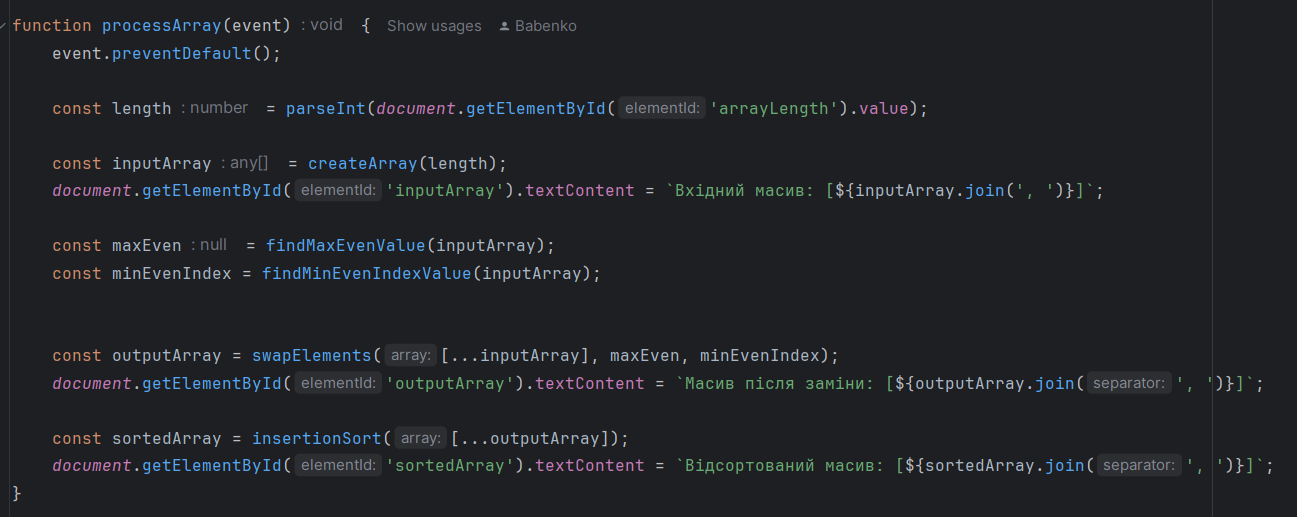 function processArray(event) : void { Show usages Babenko
event.preventDefault();
const length : number = parseInt(document.getElementById( elementId: 'arrayLength').value);
const inputArray : any[] = createArray(length);
document.getElementById( elementId: 'inputArray').textContent = `Вхідний масив: [${inputArray.join(', ')}]`;
const maxEven : null = findMaxEvenValue(inputArray);
const minEvenIndex = findMinEvenIndexValue(inputArray);
const outputArray = swapElements( array: [...inputArray], maxEven, minEvenIndex);
document.getElementById( elementId: 'outputArray').textContent = `Масив після заміни: [${outputArray.join( separator: ', ')}]`;
const sortedArray = insertionSort( array: [...outputArray]);
document.getElementById( elementId: 'sortedArray').textContent = `Відсортований масив: [${sortedArray.join( separator: ', ')}]`;
}